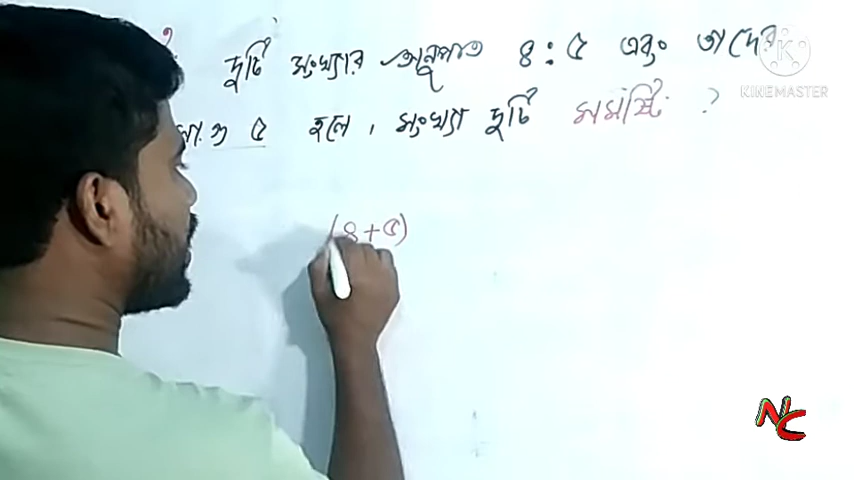 দুটি সংখ্যার অনুপাত ৪:৫ এবং তাদের
KINEMASTER
৫ হলে, সংখ্যা দুটি সমষ্টি ?
(৪+৫)
NC